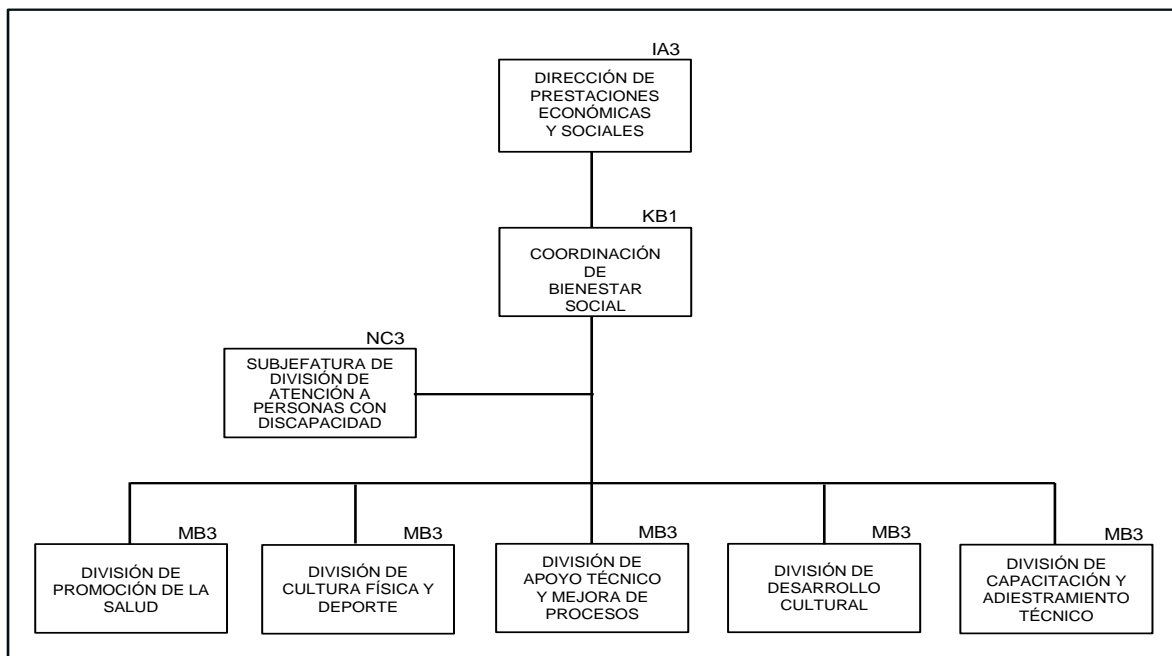 IA3
DIRECCIÓN DE
PRESTACIONES
ECONÓMICAS
Y SOCIALES
KB1
COORDINACIÓN
DE
BIENESTAR
SOCIAL
NC3
SUBJEFATURA DE
DIVISIÓN DE
ATENCIÓN A
PERSONAS CON
DISCAPACIDAD
MB3
DIVISIÓN DE
PROMOCIÓN DE LA
SALUD
MB3
DIVISIÓN DE
CULTURA FÍSICA Y
DEPORTE
MB3
DIVISIÓN DE
APOYO TÉCNICO
Y MEJORA DE
PROCESOS
MB3
DIVISIÓN DE
DESARROLLO
CULTURAL
MB3
DIVISIÓN DE
CAPACITACIÓN Y
ADIESTRAMIENTO
TÉCNICO